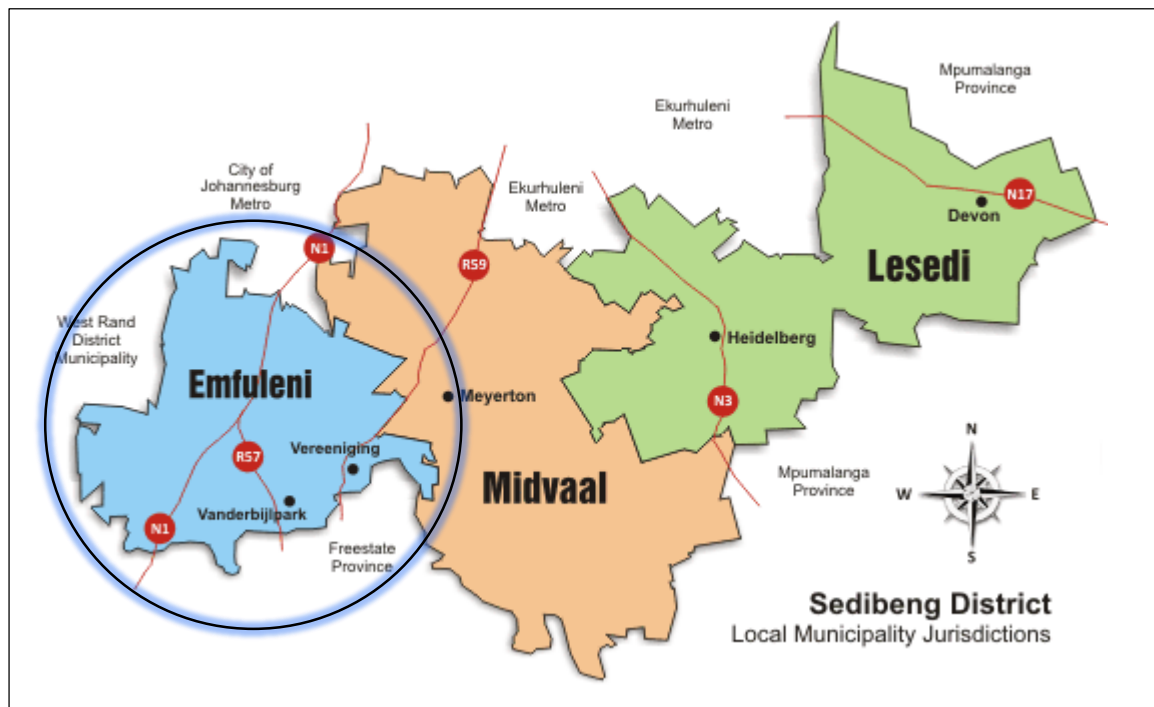 Mpumalanga
Province
Ekurhuleni
Metro
City of
Johannesburg
Metro
Ekurhuleni
Metro
N17
Devon
Lesedi
N1
R59
West Rand
District
Municipality
Heidelberg
Emfuleni
Meyerton
N3
Vereeniging
R57
Midvaal
Mpumalanga
Province
Vanderbijlpark
N1
Freestate
Province
N
W
E
S
Sedibeng District
Local Municipality Jurisdictions